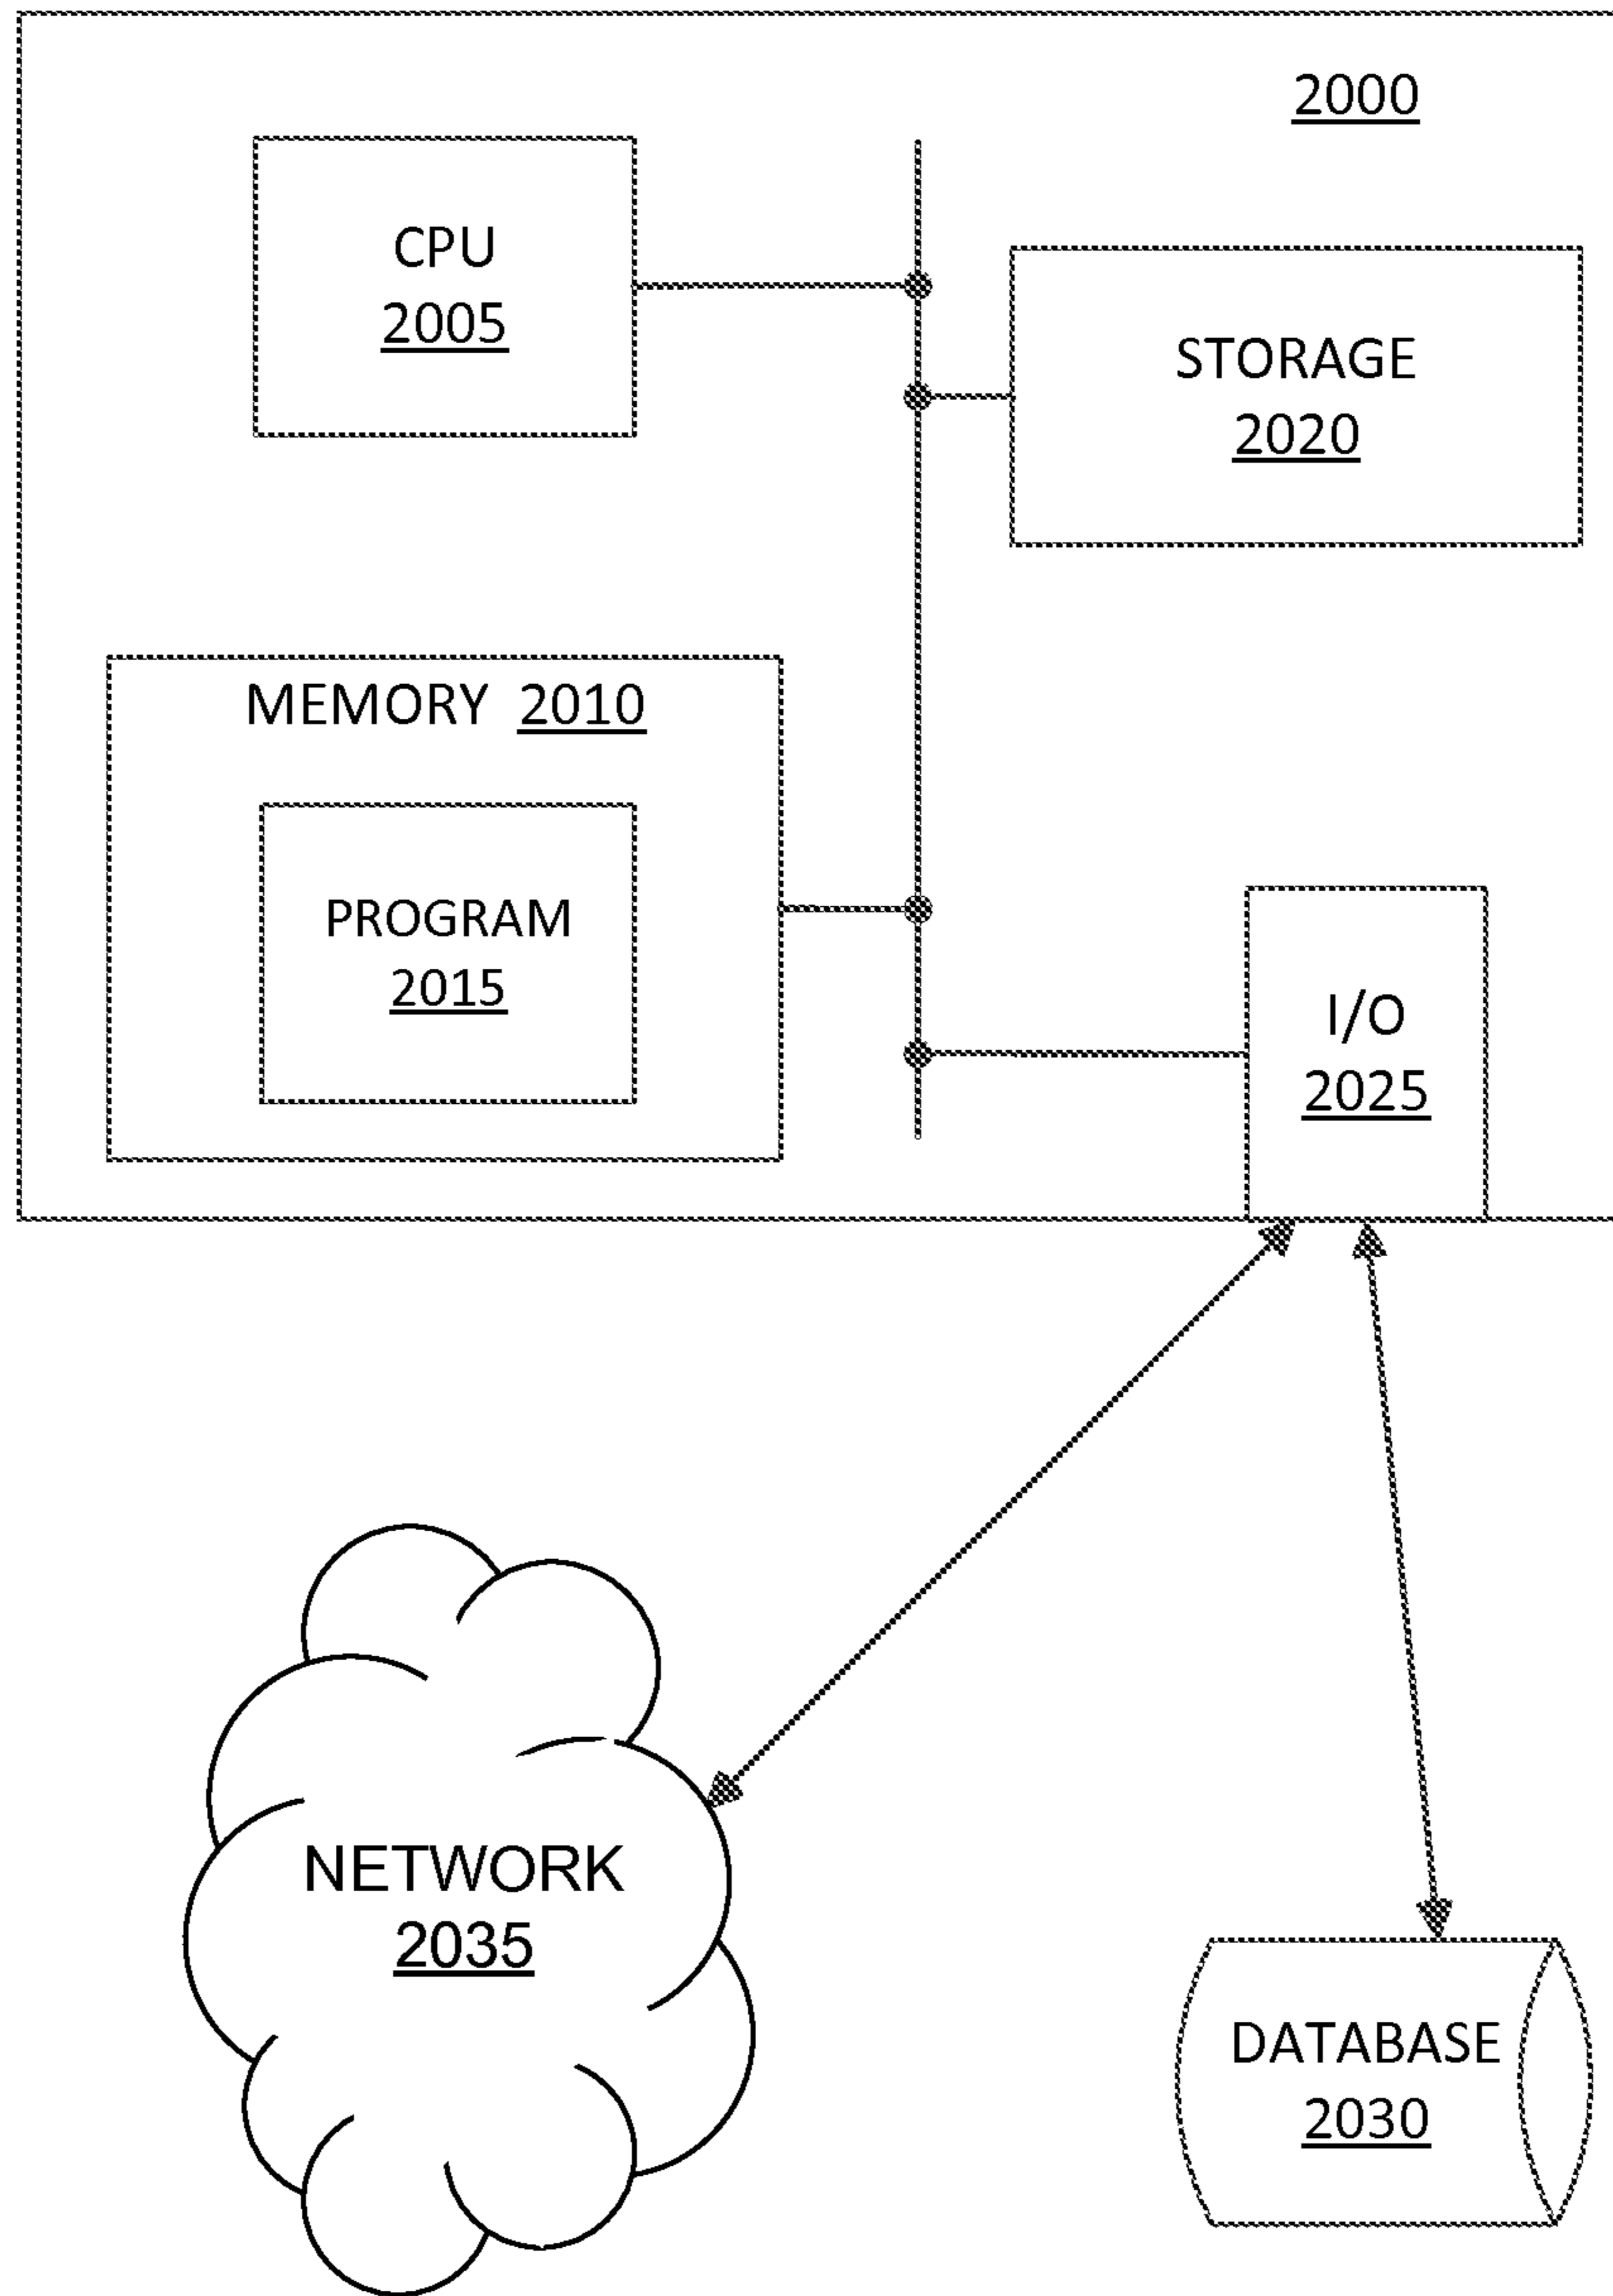 2000
CPU
2005
STORAGE
2020
MEMORY 2010
PROGRAM
2015
I/O
2025
NETWORK
2035
DATABASE
2030